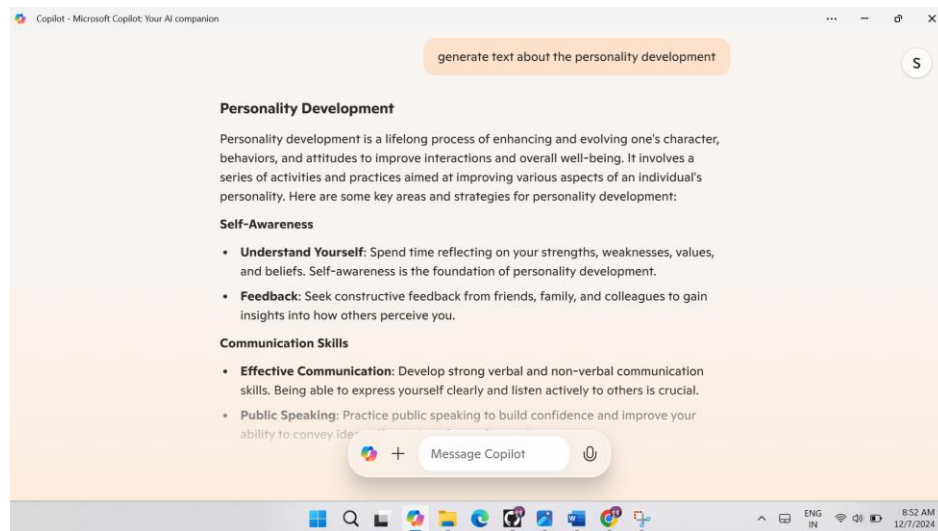 Copilot - Microsoft Copilot: Your AI companion
generate text about the personality development
S
Personality Development
Personality development is a lifelong process of enhancing and evolving one's character,
behaviors, and attitudes to improve interactions and overall well-being. It involves a
series of activities and practices aimed at improving various aspects of an individual's
personality. Here are some key areas and strategies for personality development:
Self-Awareness
• Understand Yourself: Spend time reflecting on your strengths, weaknesses, values,
and beliefs. Self-awareness is the foundation of personality development.
• Feedback: Seek constructive feedback from friends, family, and colleagues to gain
insights into how others perceive you.
Communication Skills
• Effective Communication: Develop strong verbal and non-verbal communication
skills. Being able to express yourself clearly and listen actively to others is crucial.
• Public Speaking: Practice public speaking to build confidence and improve your
ability to convey
Message Copilot
ENG
IN
8:52 AM
12/7/2024